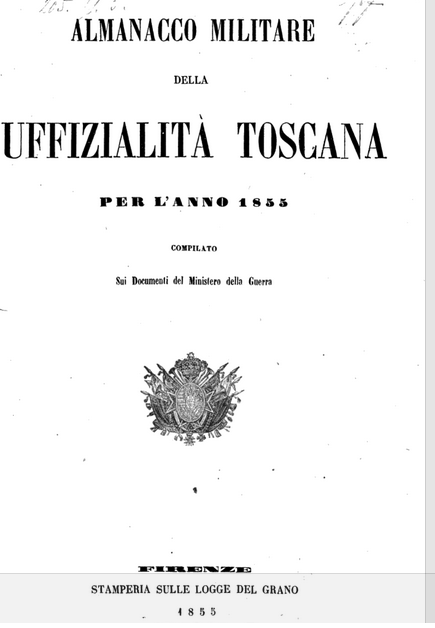 ALMANACCO MILITARE
DELLA
UFFIZIALITÀ TOSCANA
PER L'ANNO 1855
COMPILATO
Sui Documenti del Ministero della Guerra
FIRENZE
STAMPERIA SULLE LOGGE DEL GRANO
1855